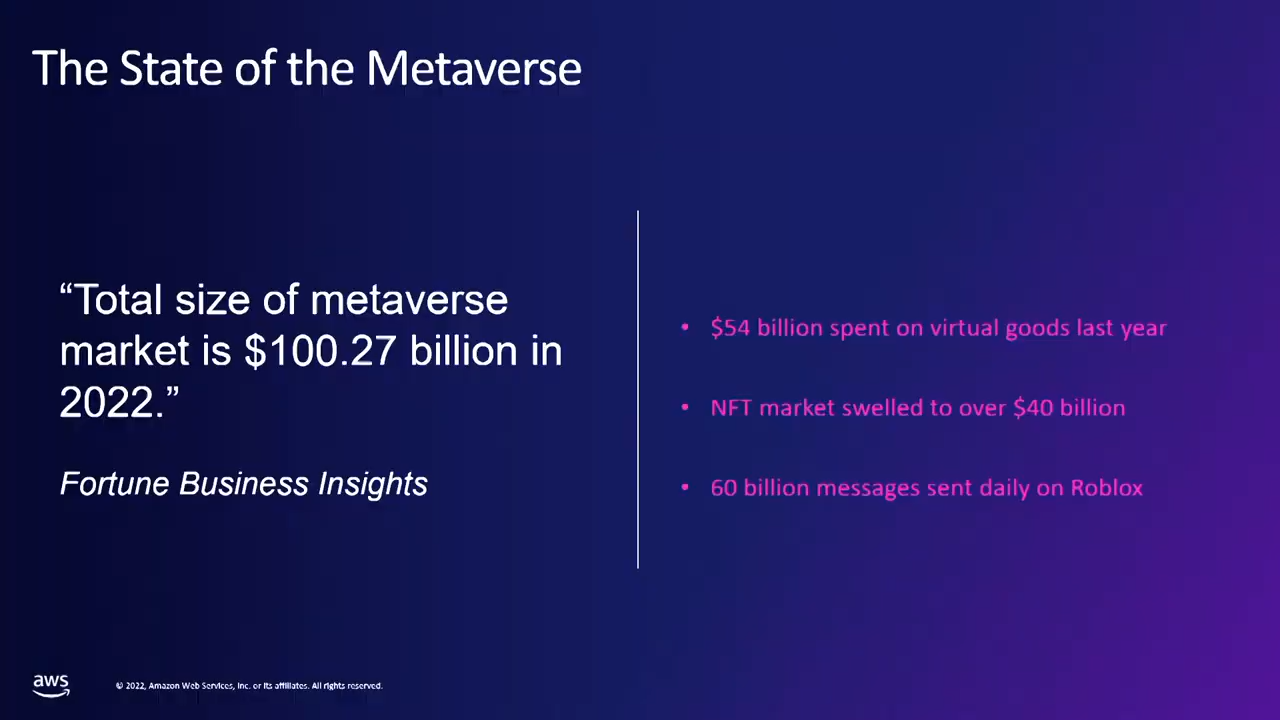 The State of the Metaverse
“Total size of metaverse
market is $100.27 billion in
2022.”
Fortune Business Insights
• $54 billion spent on virtual goods last year
• NFT market swelled to over $40 billion
• 60 billion messages sent daily on Roblox
aws
© 2022, Amazon Web Services, Inc. or its affiliates. All rights reserved.